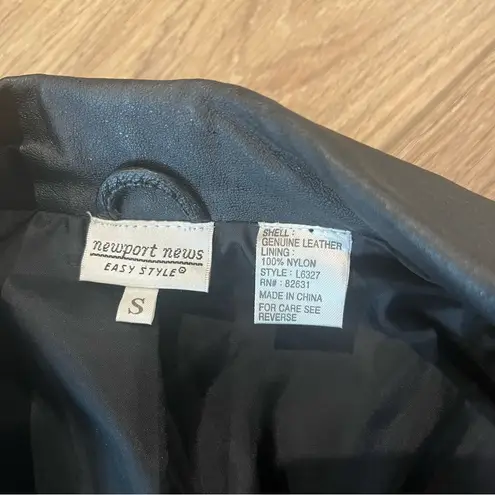 newport news
EASY STYLE®
S
SHELL :
GENUINE LEATHER
LINING :
100% NYLON
STYLE : L6327
RN# : 82631
MADE IN CHINA
FOR CARE SEE
REVERSE